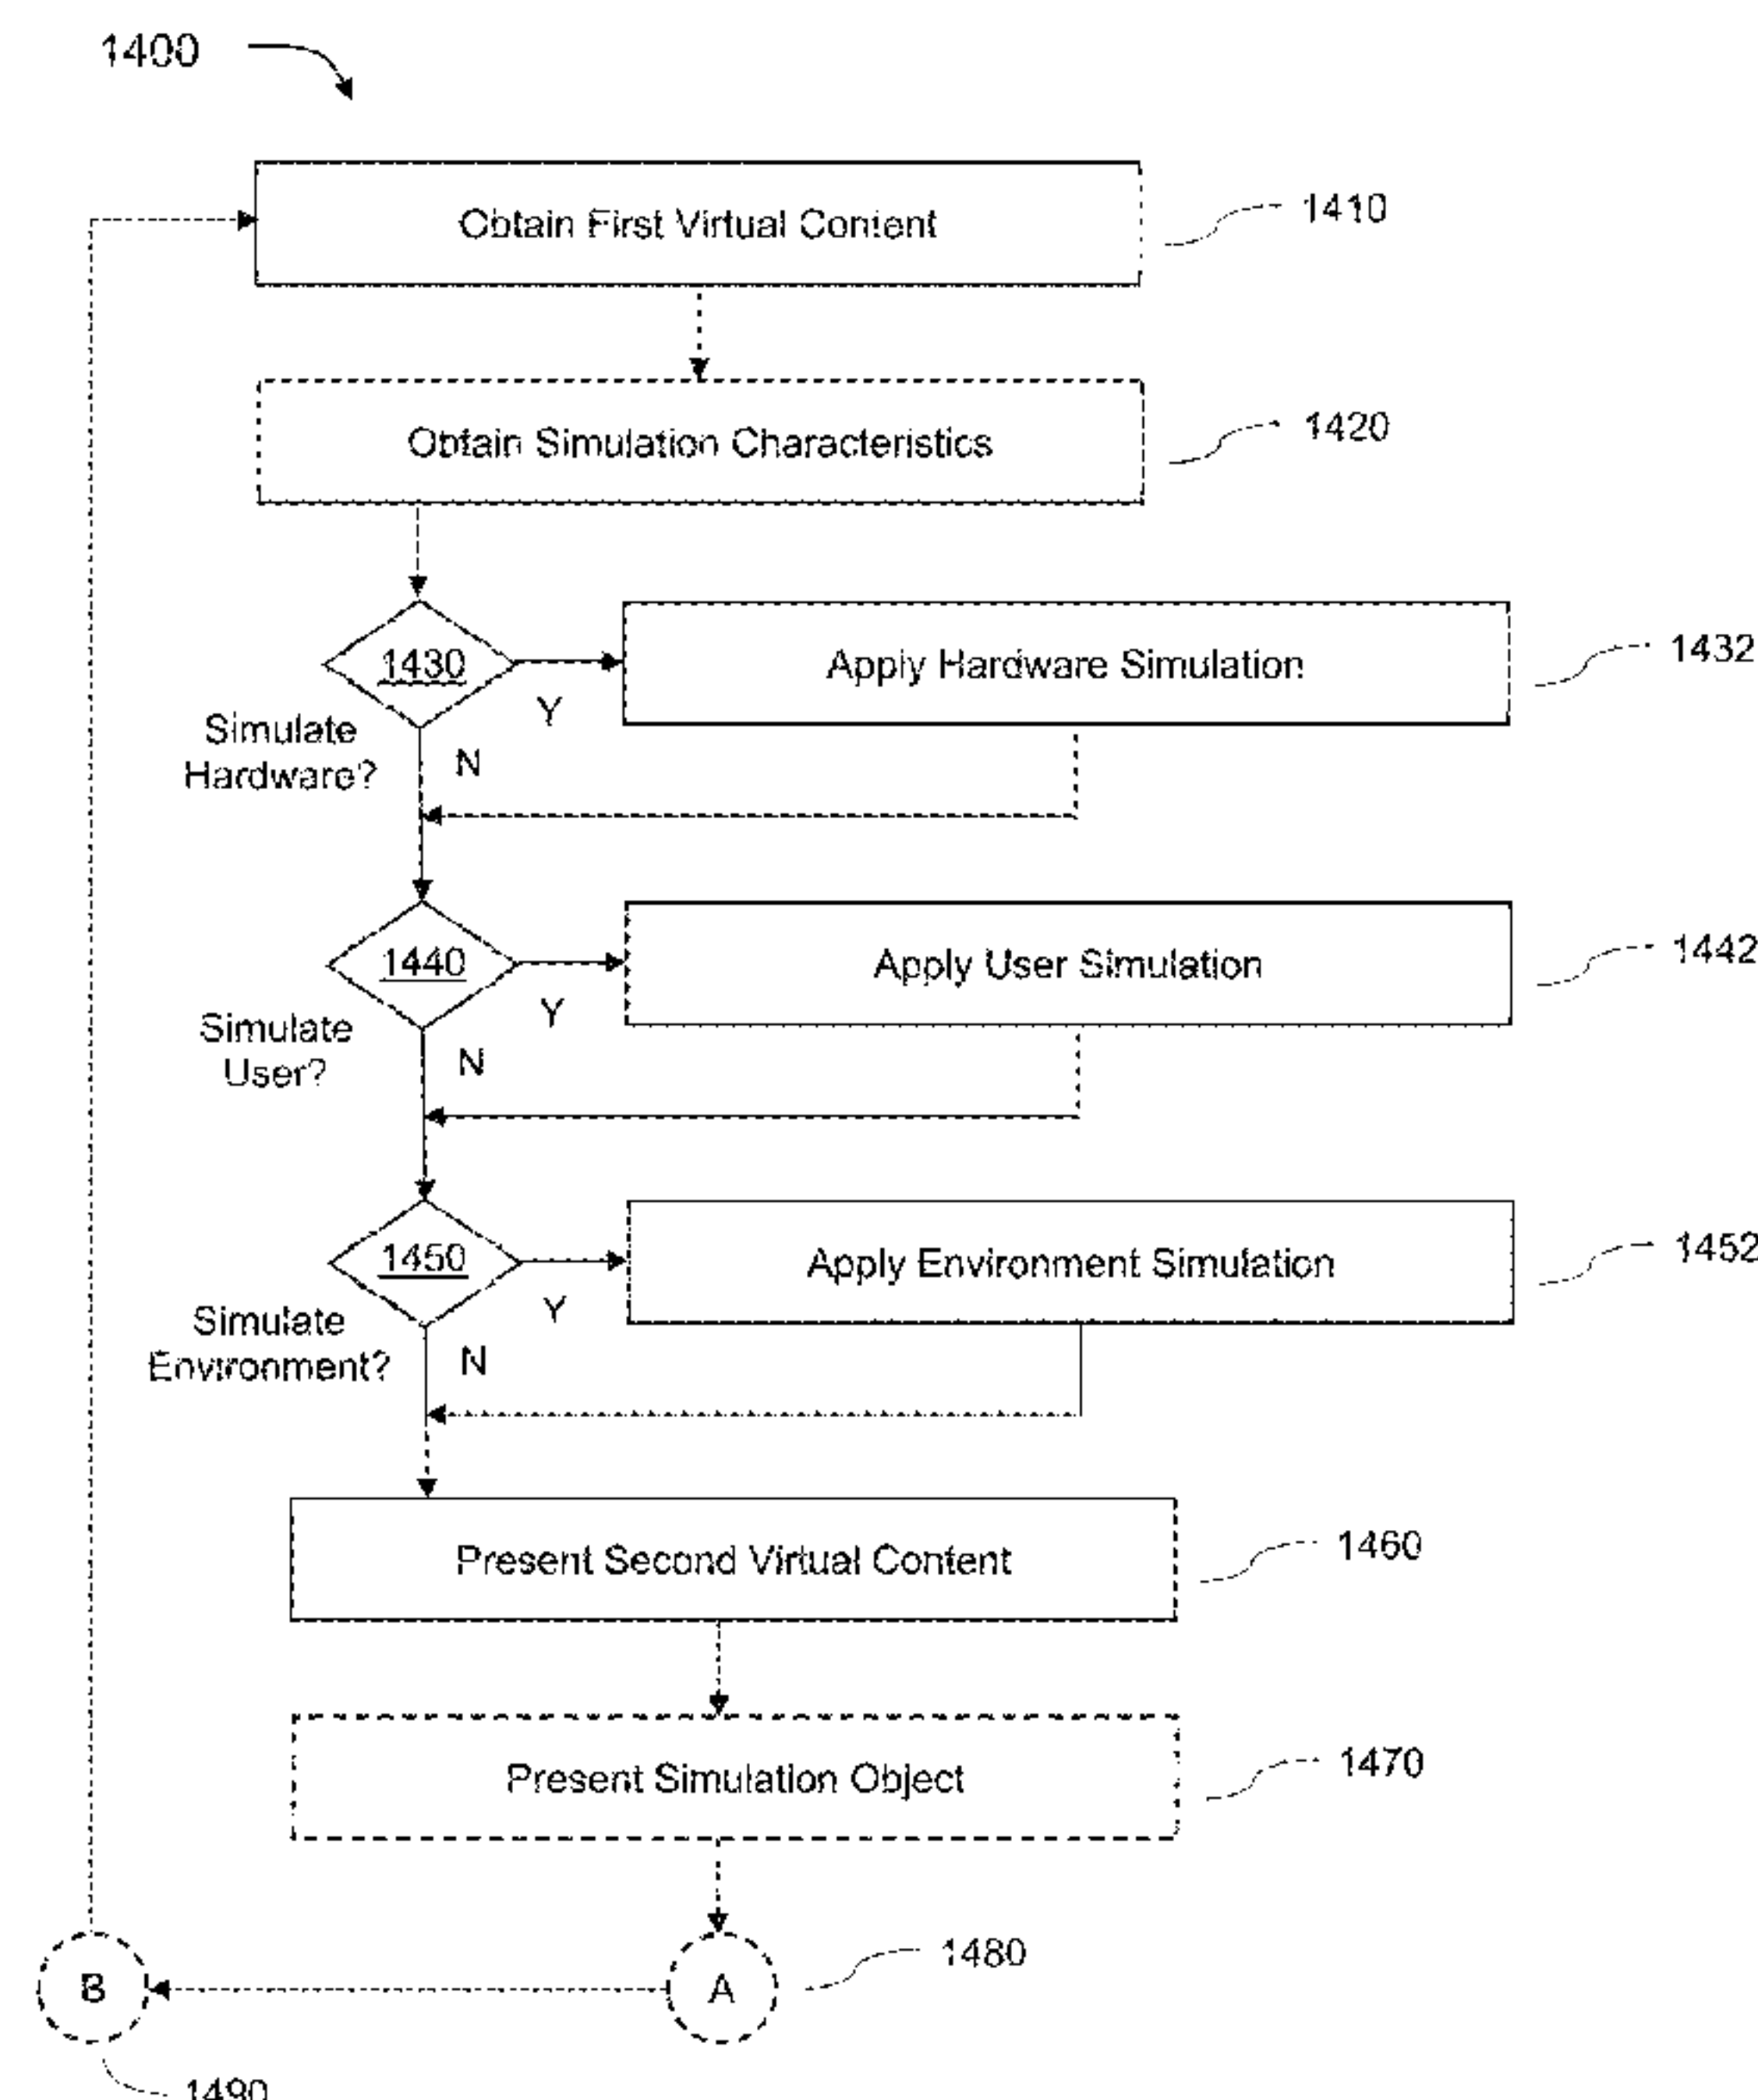 1400
Obtain First Virtual Content
1410
Obtain Simulation Characteristics
1420
1430
Y
Apply Hardware Simulation
1432
Simulate
Hardware?
N
1440
Y
Apply User Simulation
1442
Simulate
User?
N
1450
Y
Apply Environment Simulation
1452
Simulate
Environment?
N
Present Second Virtual Content
1460
Present Simulation Object
1470
1480
B
A
1490